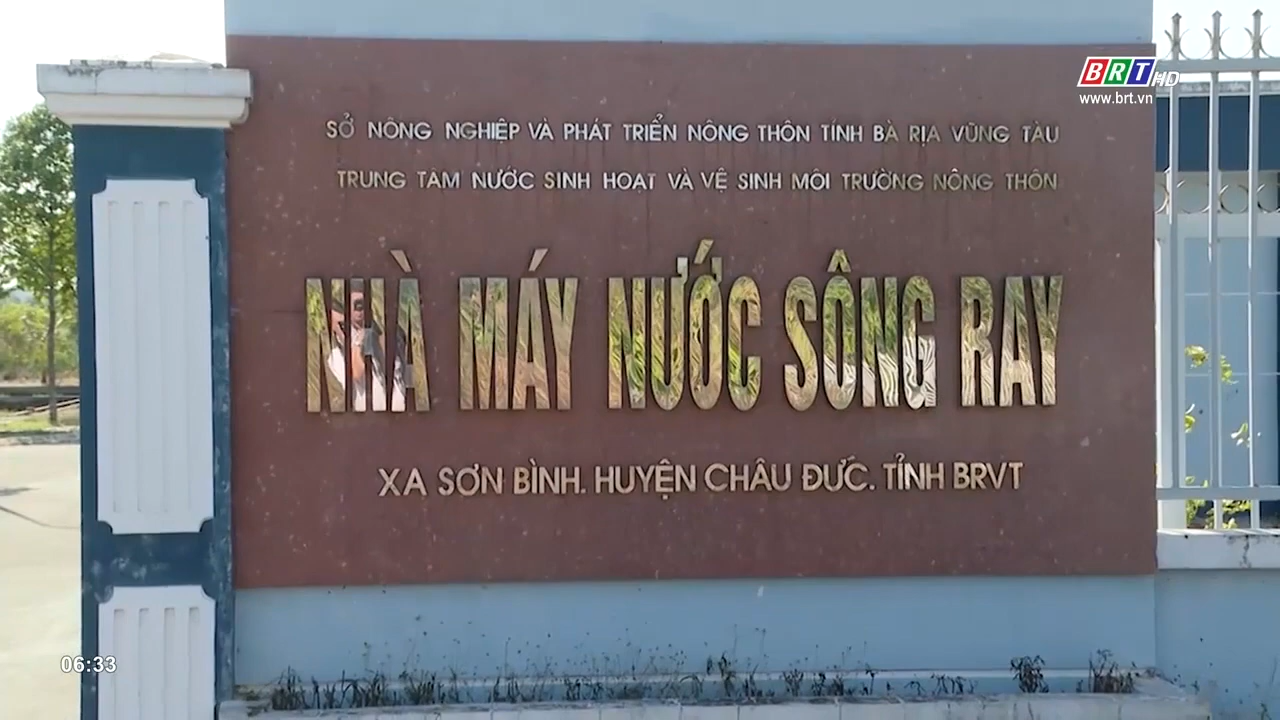 BRT HD
www.brt.vn
SỞ NÔNG NGHIỆP VÀ PHÁT TRIỂN NÔNG THÔN TỈNH BÀ RỊA VŨNG TÀU
TRUNG TÂM NƯỚC SINH HOẠT VÀ VỆ SINH MÔI TRƯỜNG NÔNG THÔN
NHÀ MÁY NƯỚC SÔNG RAY
XA SƠN BÌNH. HUYỆN CHÂU ĐỨC. TỈNH BRVT
06:33